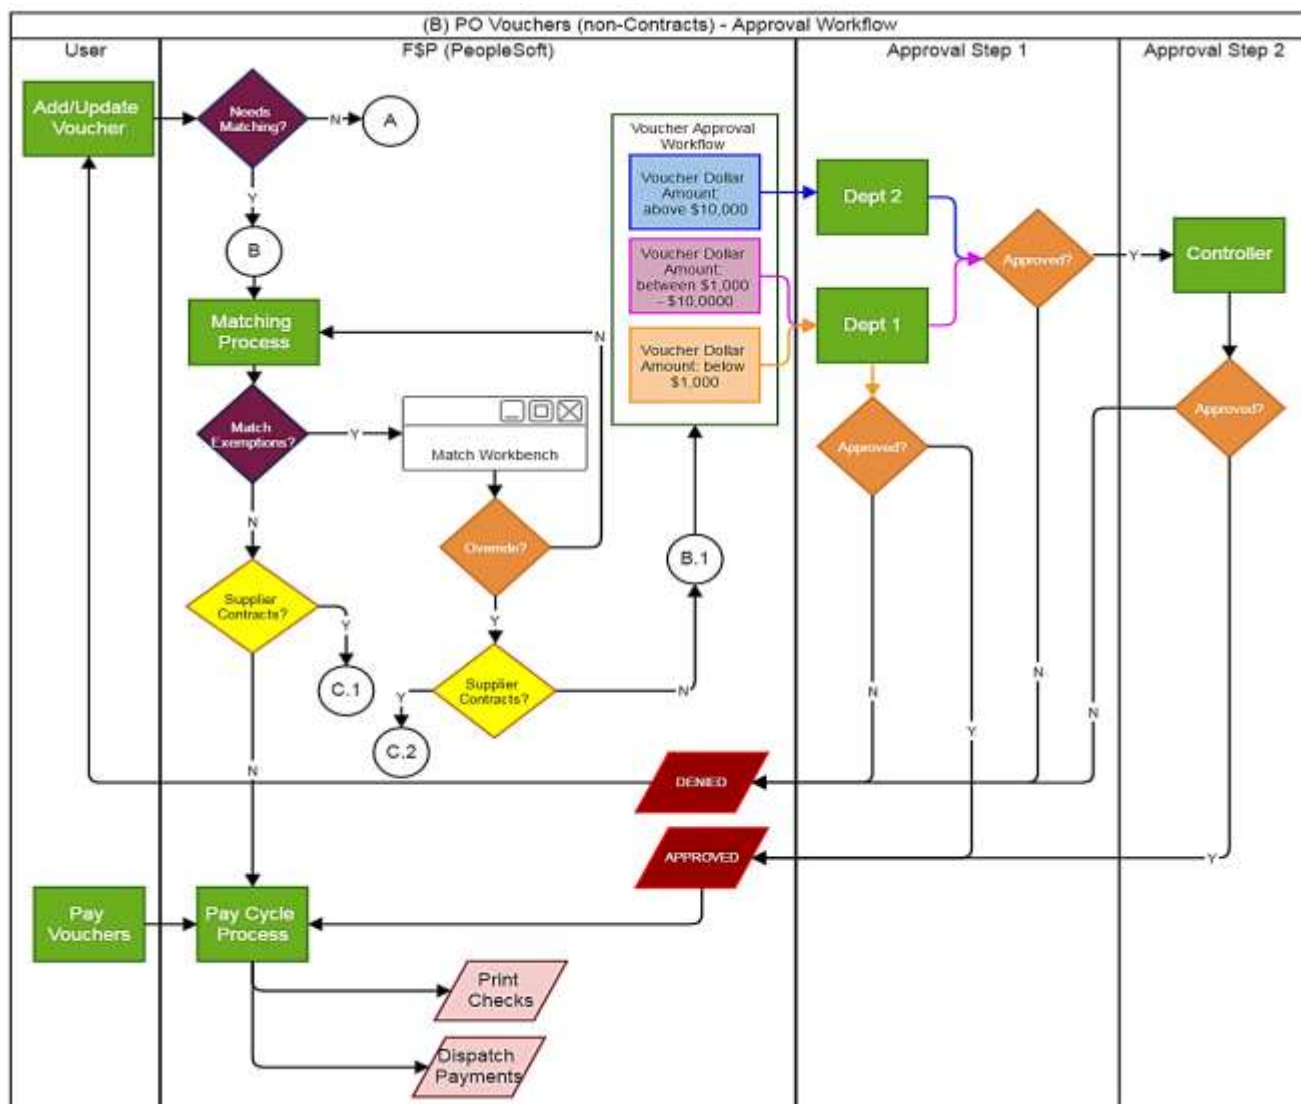 (B) PO Vouchers (non-Contracts) - Approval Workflow
User
F$P (PeopleSoft)
Approval Step 1
Approval Step 2
Add/Update
Voucher
Needs
Matching?
N
A
Y
B
Matching
Process
N
Match
Exemptions?
Y
Match Workbench
N
Override?
Y
Supplier
Contracts?
Y
C.1
Supplier
Contracts?
Y
C.2
N
B.1
N
Voucher Approval
Workflow
Voucher Dollar
Amount:
above $10,000
Voucher Dollar
Amount:
between $1,000
- $10,0000
Voucher Dollar
Amount: below
$1,000
Dept 2
Dept 1
Approved?
Y
Controller
Approved?
Approved?
N
N
N
Y
Y
DENIED
APPROVED
Pay
Vouchers
Pay Cycle
Process
Print
Checks
Dispatch
Payments